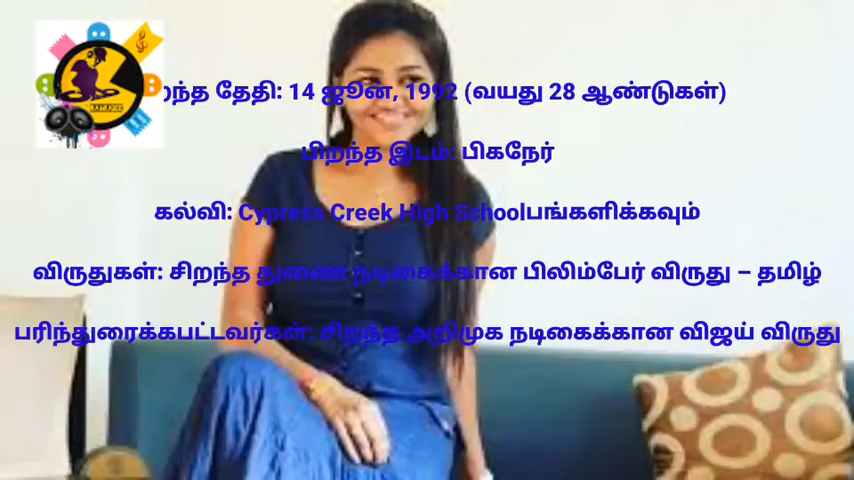 றந்த தேதி: 14 ஜூன், 1992 (வயது 28 ஆண்டுகள்)
பிறந்த இடம்: பிகநேர்
கல்வி: Cypress Creek High Schoolபங்களிக்கவும்
விருதுகள்: சிறந்த துணை நடிகைக்கான பிலிம்பேர் விருது – தமிழ்
பரிந்துரைக்கபட்டவர்கள்: சிறந்த அறிமுக நடிகைக்கான விஜய் விருது